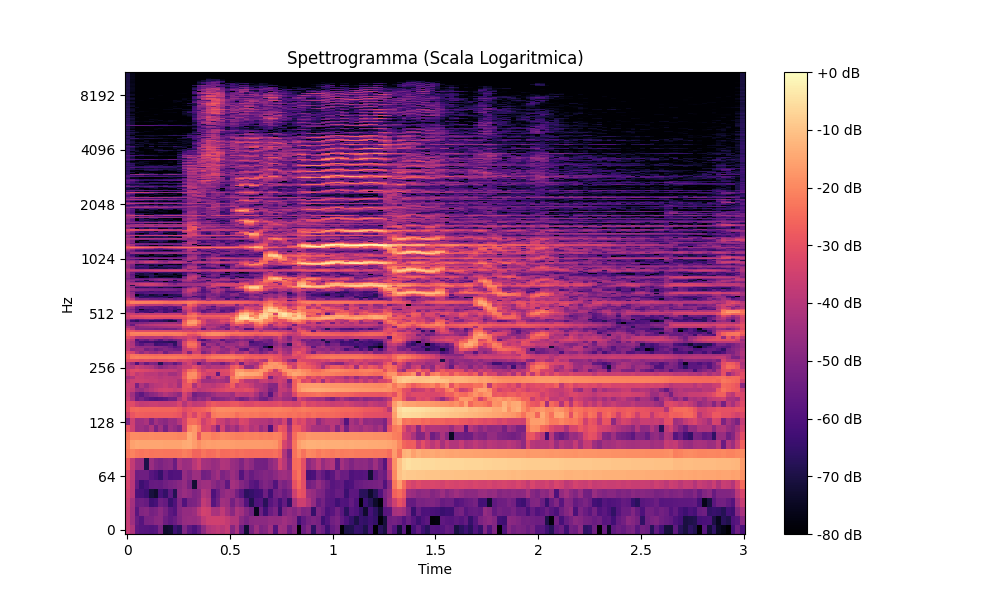 Spettrogramma (Scala Logaritmica)
Hz
8192
4096
2048
1024
512
256
128
64
0
0 0.5 1 1.5 2 2.5 3
Time
+0 dB
-10 dB
-20 dB
-30 dB
-40 dB
-50 dB
-60 dB
-70 dB
-80 dB